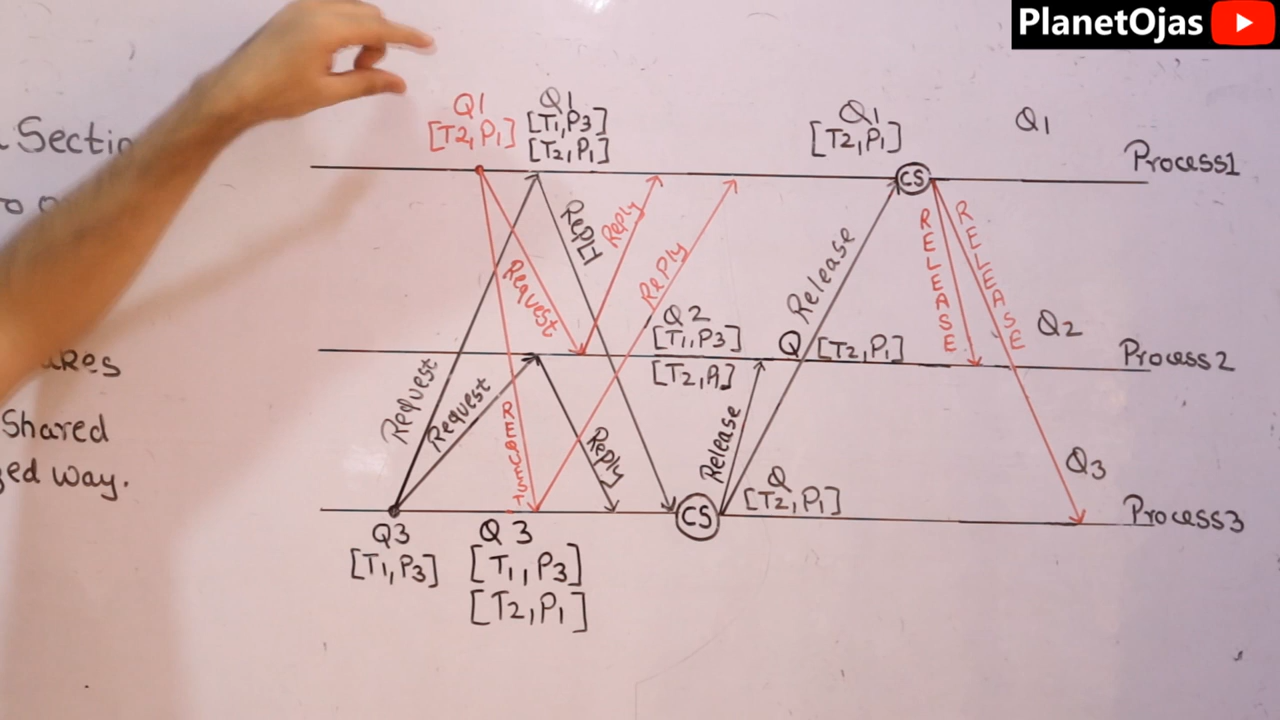 PlanetOjas
Q1
[T2,P1]
Q1
[T1,P3]
[T2,P1]
Q1
[T2,P1]
Q1
Process1
Section
Request
REPLY
Reply
RePly
Release
RELEASE
RELEASE
Q2
[T1,P3]
[T2,P1]
Q [T2,P1]
Q2
Process2
Shared
way.
Request
Request
REQUEST
Reply
Release
Q
[T2,P1]
CS
CS
Q3
Process3
Q3
[T1,P3]
Q3
[T1,P3]
[T2,P1]